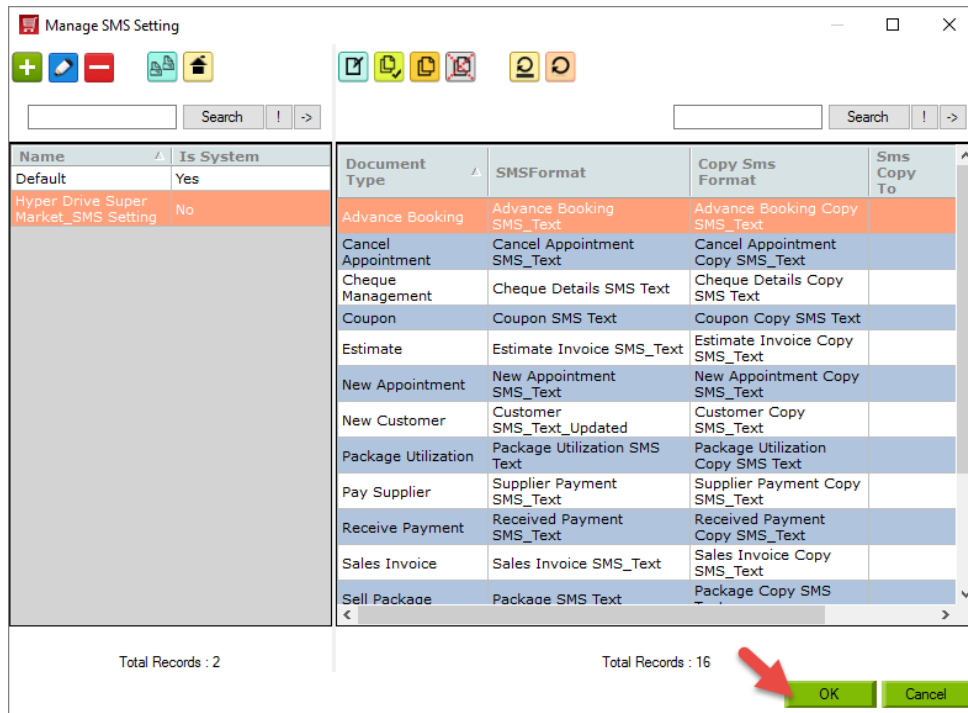 Manage SMS Setting
Search ! ->
Search ! ->
Name Is System
Default Yes
Hyper Drive Super
Market_SMS Setting No
Document
Type SMSFormat Copy Sms
Format Sms
Copy
To
Advance Booking Advance Booking
SMS_Text Advance Booking Copy
SMS_Text
Cancel
Appointment Cancel Appointment
SMS_Text Cancel Appointment
Copy SMS_Text
Cheque
Management Cheque Details SMS Text Cheque Details Copy
SMS Text
Coupon Coupon SMS Text Coupon Copy SMS Text
Estimate Estimate Invoice SMS_Text Estimate Invoice Copy
SMS_Text
New Appointment New Appointment
SMS_Text New Appointment Copy
SMS_Text
New Customer Customer
SMS_Text_Updated Customer Copy
SMS_Text
Package Utilization Package Utilization SMS
Text Package Utilization
Copy SMS Text
Pay Supplier Supplier Payment
SMS_Text Supplier Payment Copy
SMS_Text
Receive Payment Received Payment
SMS_Text Received Payment
Copy SMS_Text
Sales Invoice Sales Invoice SMS_Text Sales Invoice Copy
SMS_Text
Sell Package Package SMS Text Package Copy SMS
Total Records : 2
Total Records : 16
OK Cancel